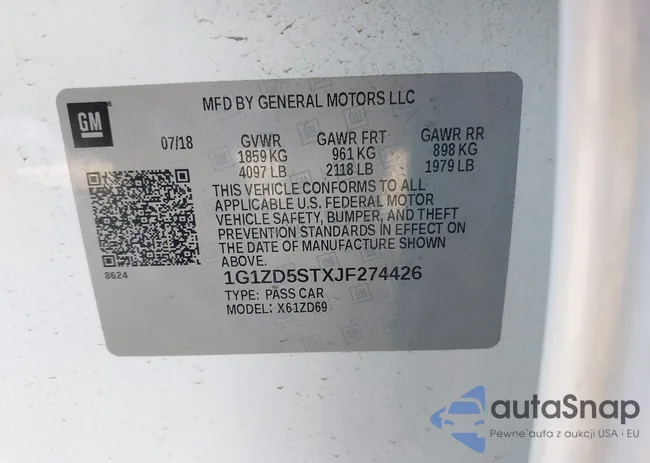 MFD BY GENERAL MOTORS LLC
GM
07/18 GVWR GAWR FRT GAWR RR
1859 KG 961 KG 898 KG
4097 LB 2118 LB 1979 LB
THIS VEHICLE CONFORMS TO ALL
APPLICABLE U.S. FEDERAL MOTOR
VEHICLE SAFETY, BUMPER, AND THEFT
PREVENTION STANDARDS IN EFFECT ON
THE DATE OF MANUFACTURE SHOWN
ABOVE.
8624
1G1ZD5STXJF274426
TYPE: PASS CAR
MODEL: X61ZD69
autaSnap
Pewne auta z aukcji USA i EU